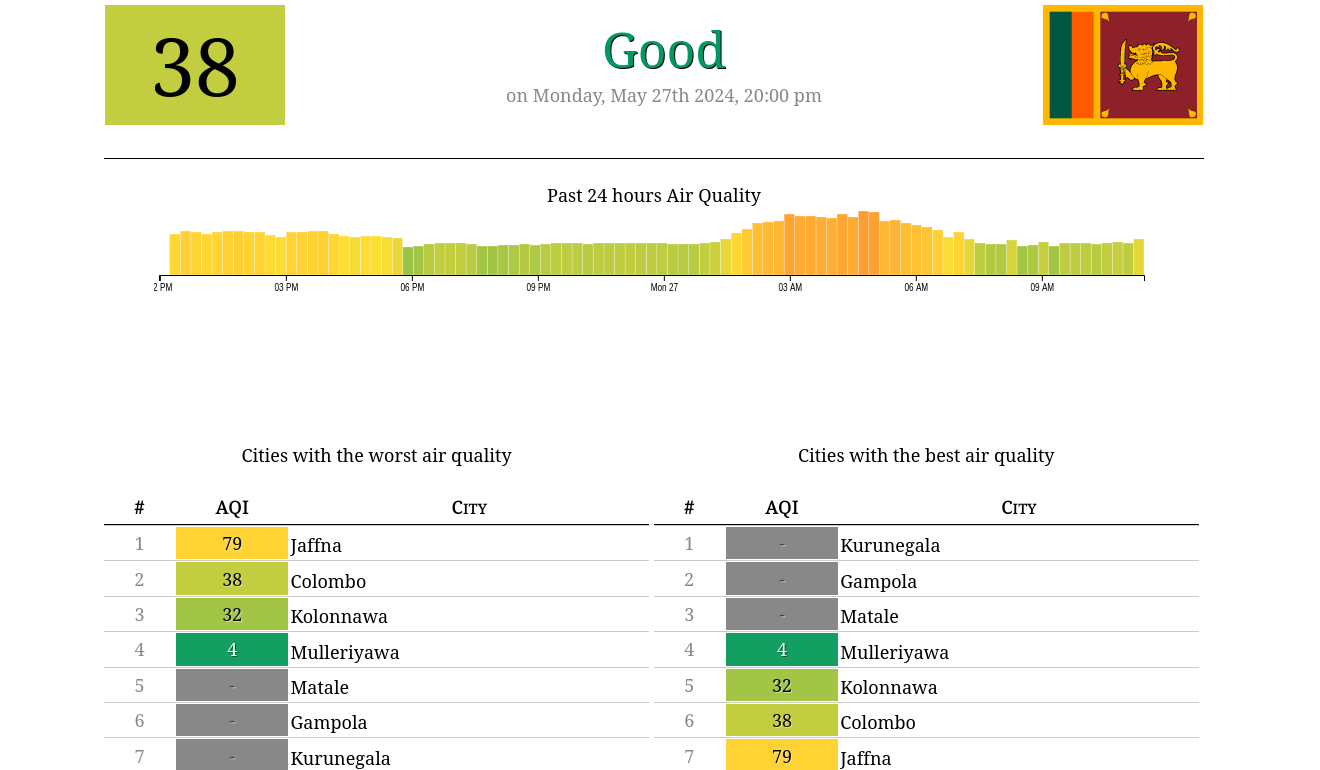 38
Good
on Monday, May 27th 2024, 20:00 pm
Past 24 hours Air Quality
2 PM 03 PM 06 PM 09 PM Mon 27 03 AM 06 AM 09 AM
Cities with the worst air quality
# AQI City
1 79 Jaffna
2 38 Colombo
3 32 Kolonnawa
4 4 Mulleriyawa
5 - Matale
6 - Gampola
7 - Kurunegala
Cities with the best air quality
# AQI City
1 - Kurunegala
2 - Gampola
3 - Matale
4 4 Mulleriyawa
5 32 Kolonnawa
6 38 Colombo
7 79 Jaffna